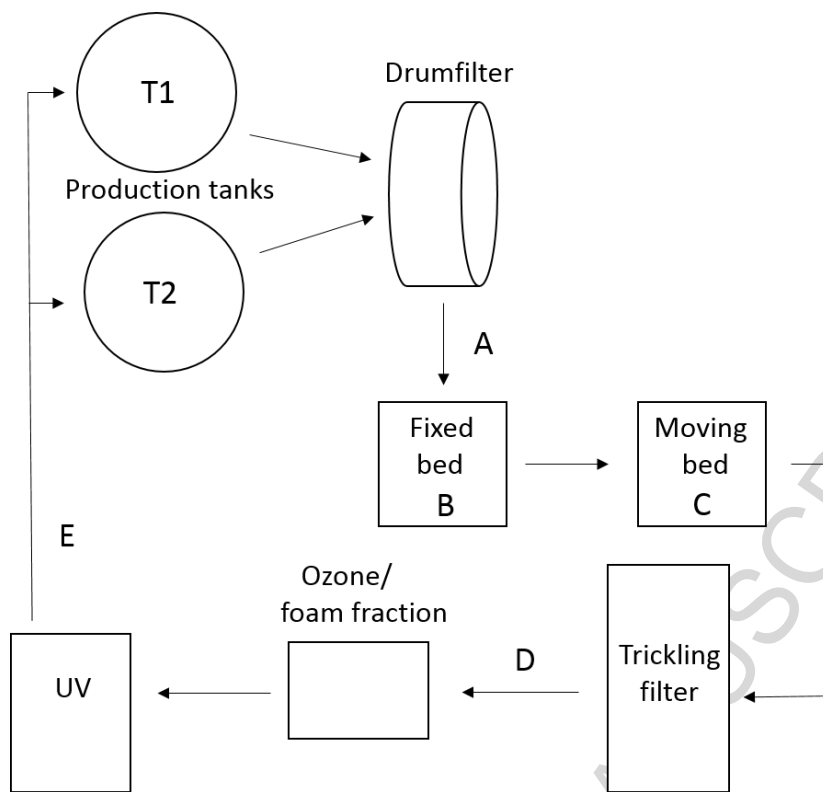 T1
Drumfilter
Production tanks
T2
A
Fixed
bed
B
Moving
bed
C
E
Ozone/
foam fraction
D
Trickling
filter
UV